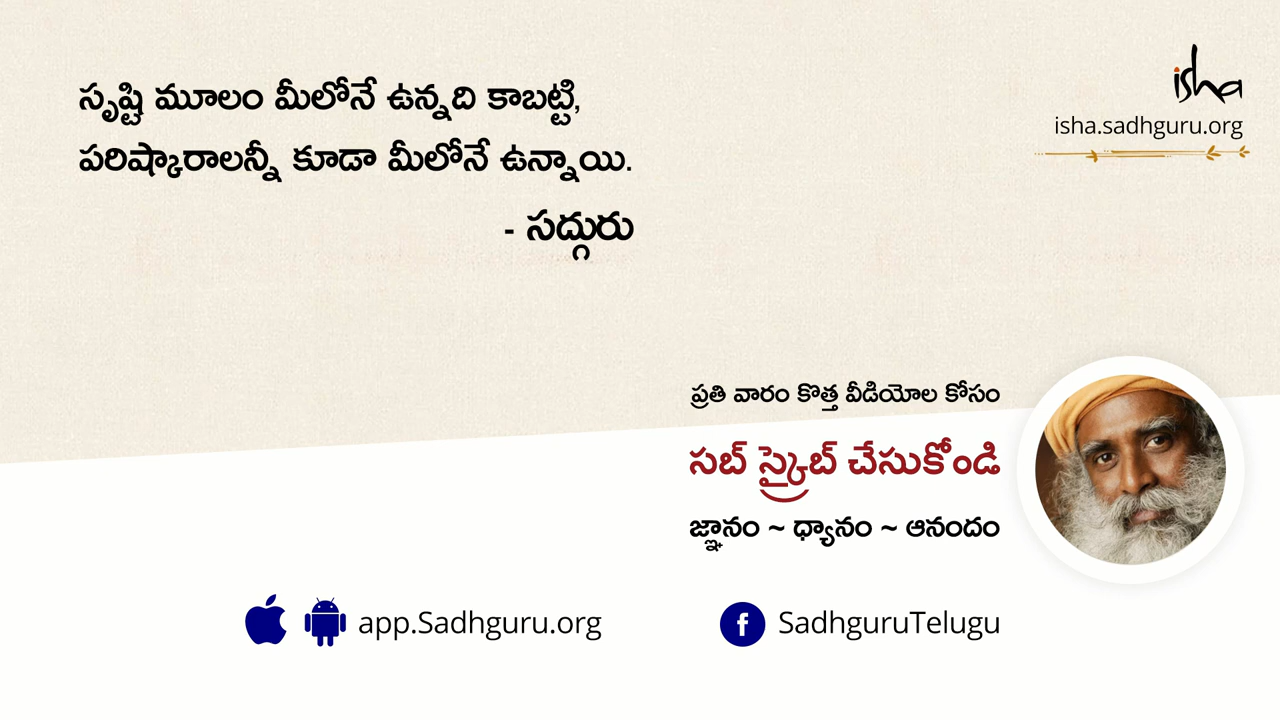 సృష్టి మూలం మీలోనే ఉన్నది కాబట్టి,
పరిష్కారాలన్నీ కూడా మీలోనే ఉన్నాయి.
- సద్గురు
isha
isha.sadhguru.org
ప్రతి వారం కొత్త వీడియోల కోసం
సబ్ స్క్రైబ్ చేసుకోండి
జ్ఞానం ~ ధ్యానం ~ ఆనందం
app.Sadhguru.org
f SadhguruTelugu